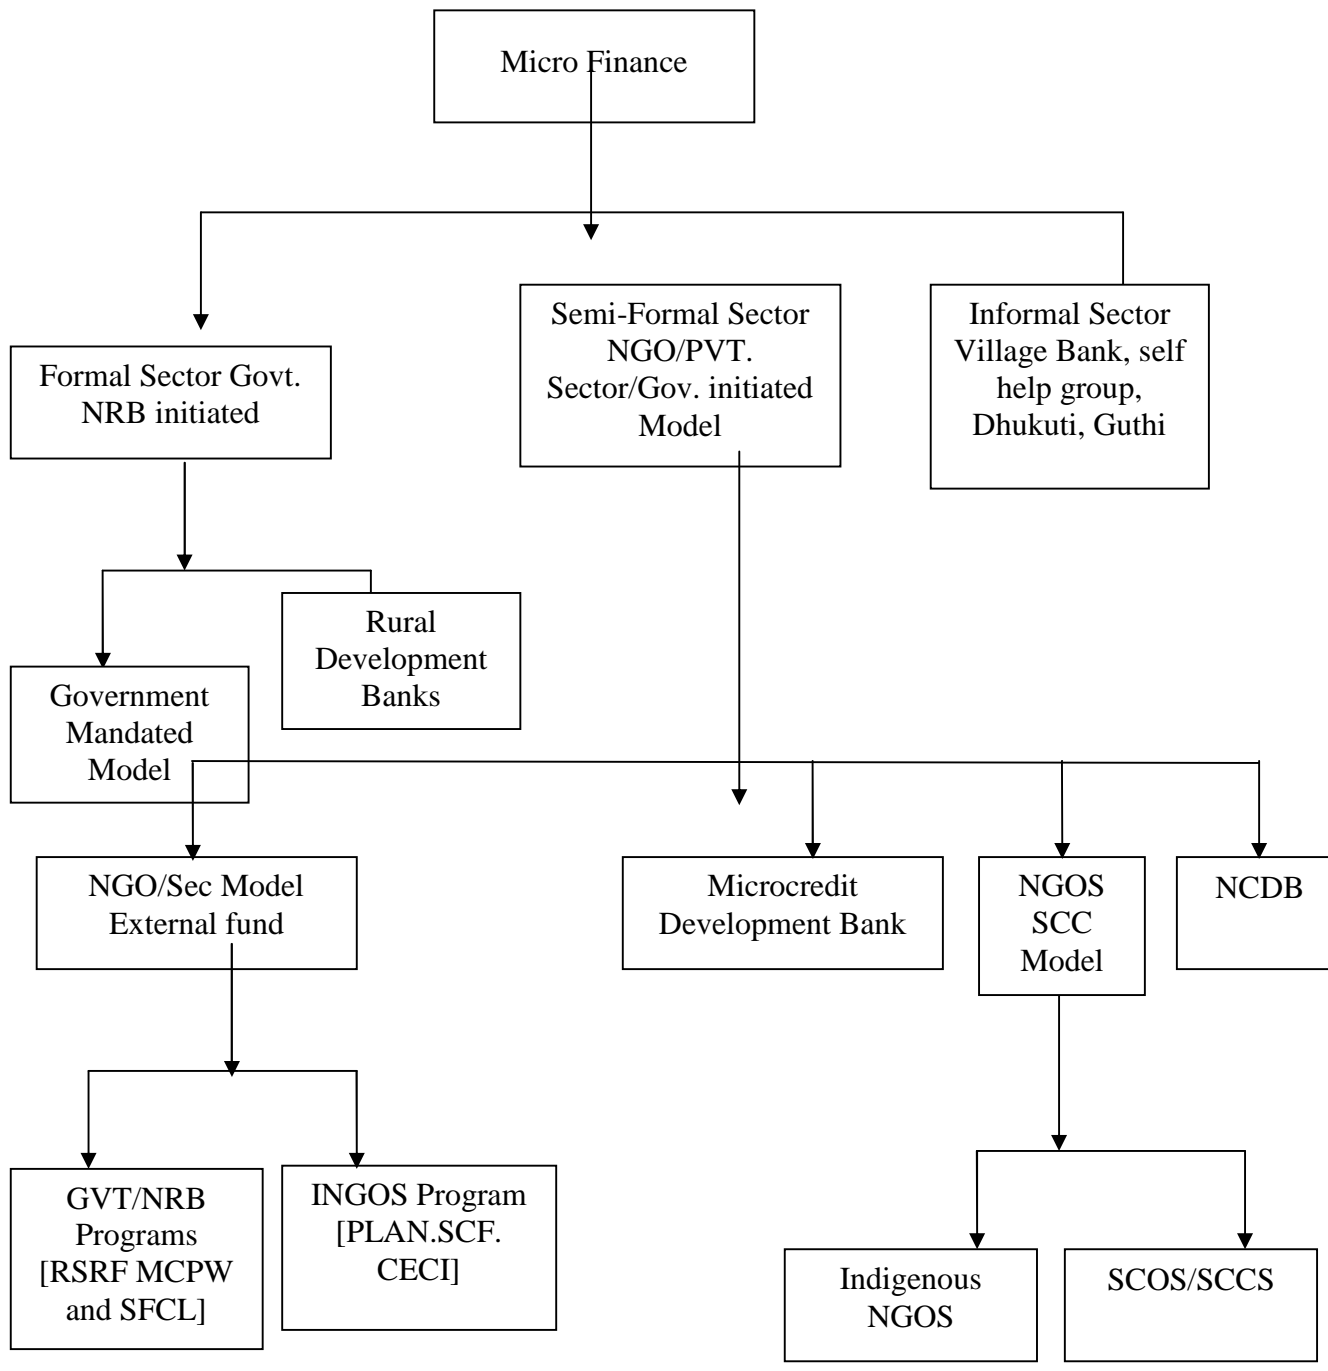 Micro Finance
Formal Sector Govt.
NRB initiated
Semi-Formal Sector
NGO/PVT.
Sector/Gov. initiated
Model
Informal Sector
Village Bank, self
help group,
Dhukuti, Guthi
Government
Mandated
Model
Rural
Development
Banks
NGO/Sec Model
External fund
Microcredit
Development Bank
NGOS
SCC
Model
NCDB
GVT/NRB
Programs
[RSRF MCPW
and SFCL]
INGOS Program
[PLAN.SCF.
CECI]
Indigenous
NGOS
SCOS/SCCS